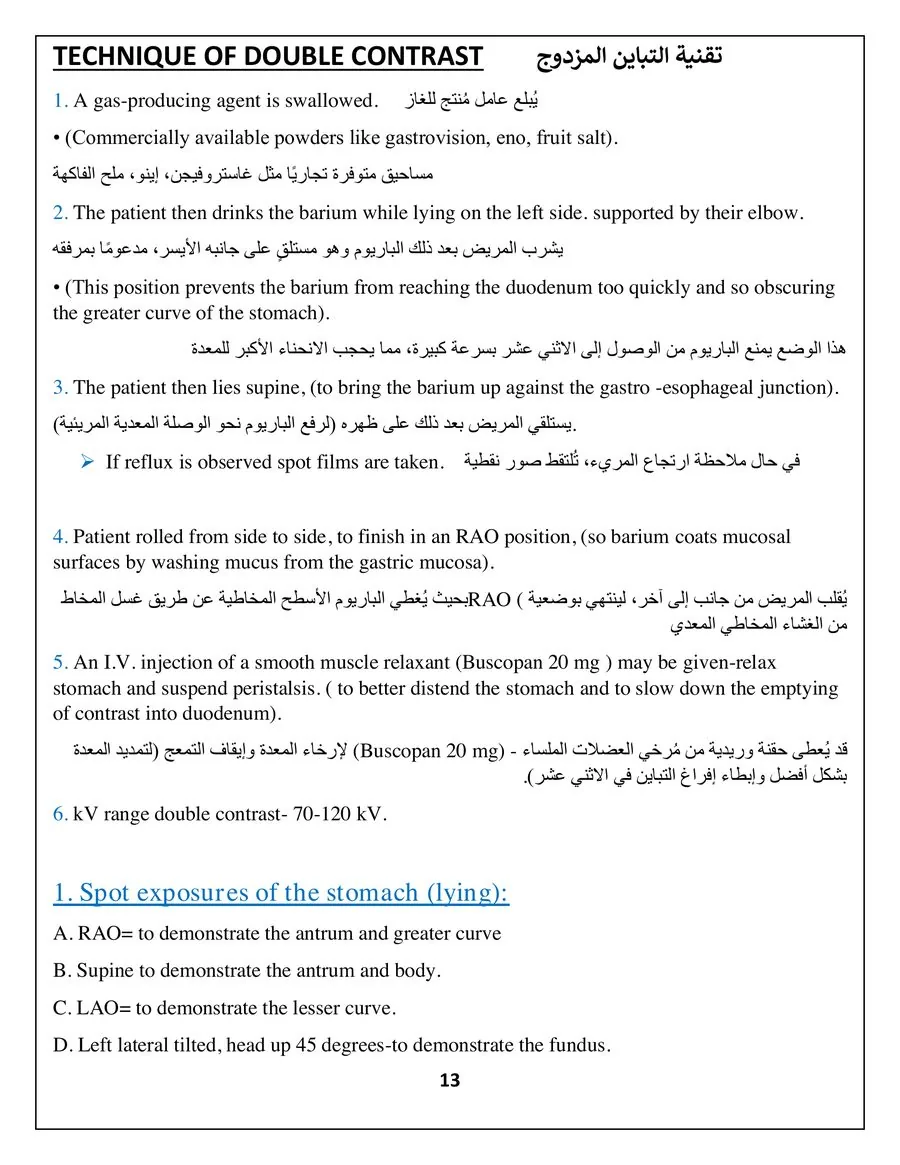 TECHNIQUE OF DOUBLE CONTRAST تقنية التباين المزدوج
1. A gas-producing agent is swallowed. يُبلع عامل مُنتج للغاز
• (Commercially available powders like gastrovision, eno, fruit salt).
مساحيق متوفرة تجاريًا مثل غاستروفيجن، إينو، ملح الفاكهة
2. The patient then drinks the barium while lying on the left side. supported by their elbow.
يشرب المريض بعد ذلك الباريوم وهو مستلقٍ على جانبه الأيسر، مدعومًا بمرفقه
• (This position prevents the barium from reaching the duodenum too quickly and so obscuring
the greater curve of the stomach).
هذا الوضع يمنع الباريوم من الوصول إلى الاثني عشر بسرعة كبيرة، مما يحجب الانحناء الأكبر للمعدة
3. The patient then lies supine, (to bring the barium up against the gastro -esophageal junction).
.يستلقي المريض بعد ذلك على ظهره (لرفع الباريوم نحو الوصلة المعدية المريئية)
➢ If reflux is observed spot films are taken. في حال ملاحظة ارتجاع المريء، تُلتقط صور نقطية
4. Patient rolled from side to side, to finish in an RAO position, (so barium coats mucosal
surfaces by washing mucus from the gastric mucosa).
يُقلب المريض من جانب إلى آخر، لينتهي بوضعية ( RAOبحيث يُغطي الباريوم الأسطح المخاطية عن طريق غسل المخاط
من الغشاء المخاطي المعدي
5. An I.V. injection of a smooth muscle relaxant (Buscopan 20 mg ) may be given-relax
stomach and suspend peristalsis. ( to better distend the stomach and to slow down the emptying
of contrast into duodenum).
قد يُعطى حقنة وريدية من مُرخي العضلات الملساء - (Buscopan 20 mg) لإرخاء المعدة وإيقاف التمعج (لتمديد المعدة
بشكل أفضل وإبطاء إفراغ التباين في الاثني عشر).
6. kV range double contrast- 70-120 kV.
1. Spot exposures of the stomach (lying):
A. RAO= to demonstrate the antrum and greater curve
B. Supine to demonstrate the antrum and body.
C. LAO= to demonstrate the lesser curve.
D. Left lateral tilted, head up 45 degrees-to demonstrate the fundus.
13